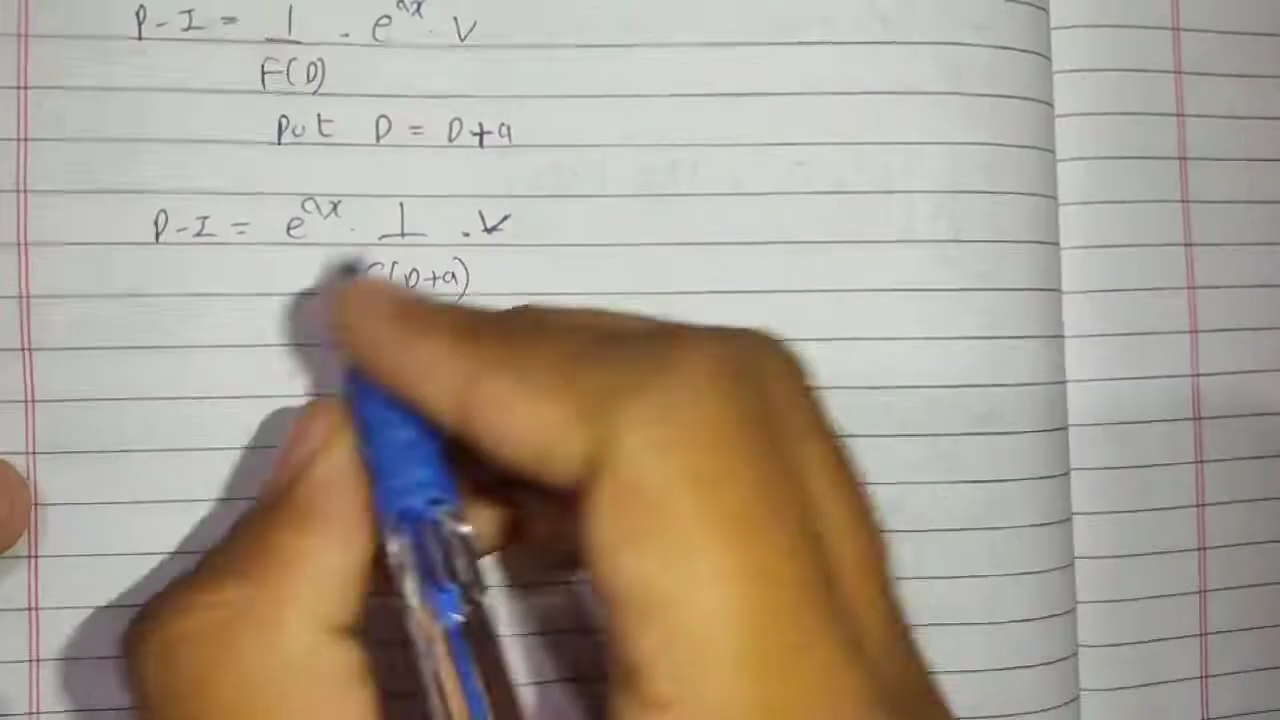 P-I = 1 . e^ax . V
F(D)
Put D = D+a
P-I = e^ax . 1 . V
(D+a)